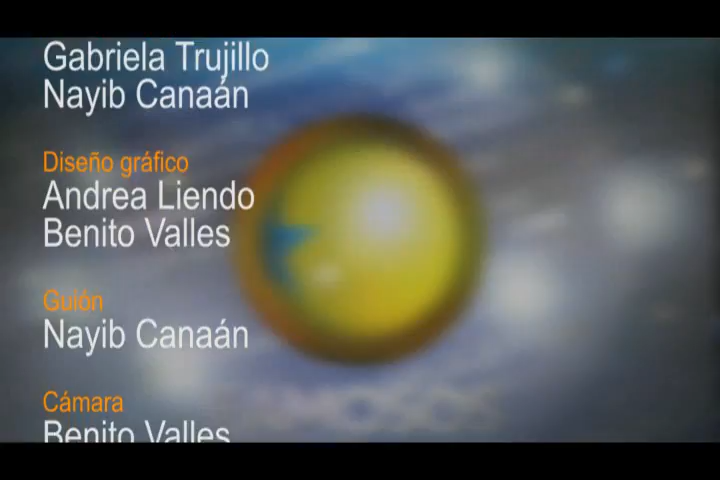 Gabriela Trujillo
Nayib Canaán
Diseño gráfico
Andrea Liendo
Benito Valles
Guión
Nayib Canaán
Cámara
Benito Valles